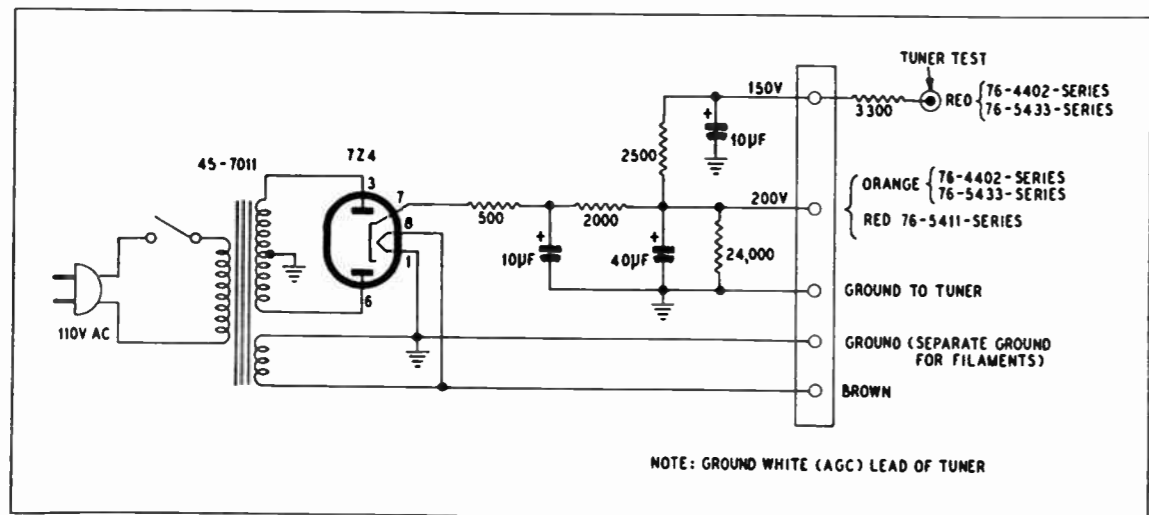 TUNER TEST
150V
RED { 76-4402-SERIES
76-5433-SERIES
3300
+
10µF
2500
45-7011
7Z4
3
7
8
1
6
500
2000
200V
ORANGE { 76-4402-SERIES
76-5433-SERIES
RED 76-5411-SERIES
+
10µF
+
40µF
24,000
GROUND TO TUNER
110V AC
GROUND (SEPARATE GROUND
FOR FILAMENTS)
BROWN
NOTE: GROUND WHITE (AGC) LEAD OF TUNER